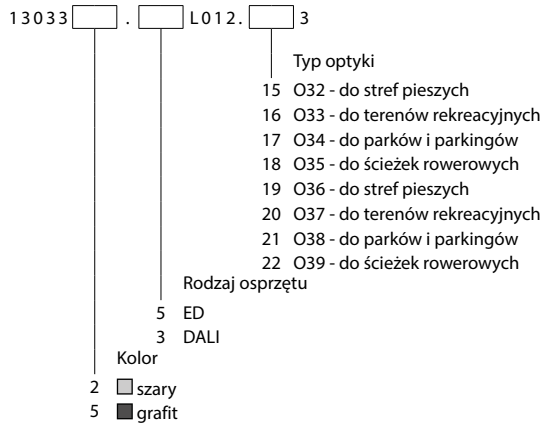 13033 . L012. 3
Typ optyki
15 O32 - do stref pieszych
16 O33 - do terenów rekreacyjnych
17 O34 - do parków i parkingów
18 O35 - do ścieżek rowerowych
19 O36 - do stref pieszych
20 O37 - do terenów rekreacyjnych
21 O38 - do parków i parkingów
22 O39 - do ścieżek rowerowych
Rodzaj osprzętu
5 ED
3 DALI
Kolor
2 szary
5 grafit